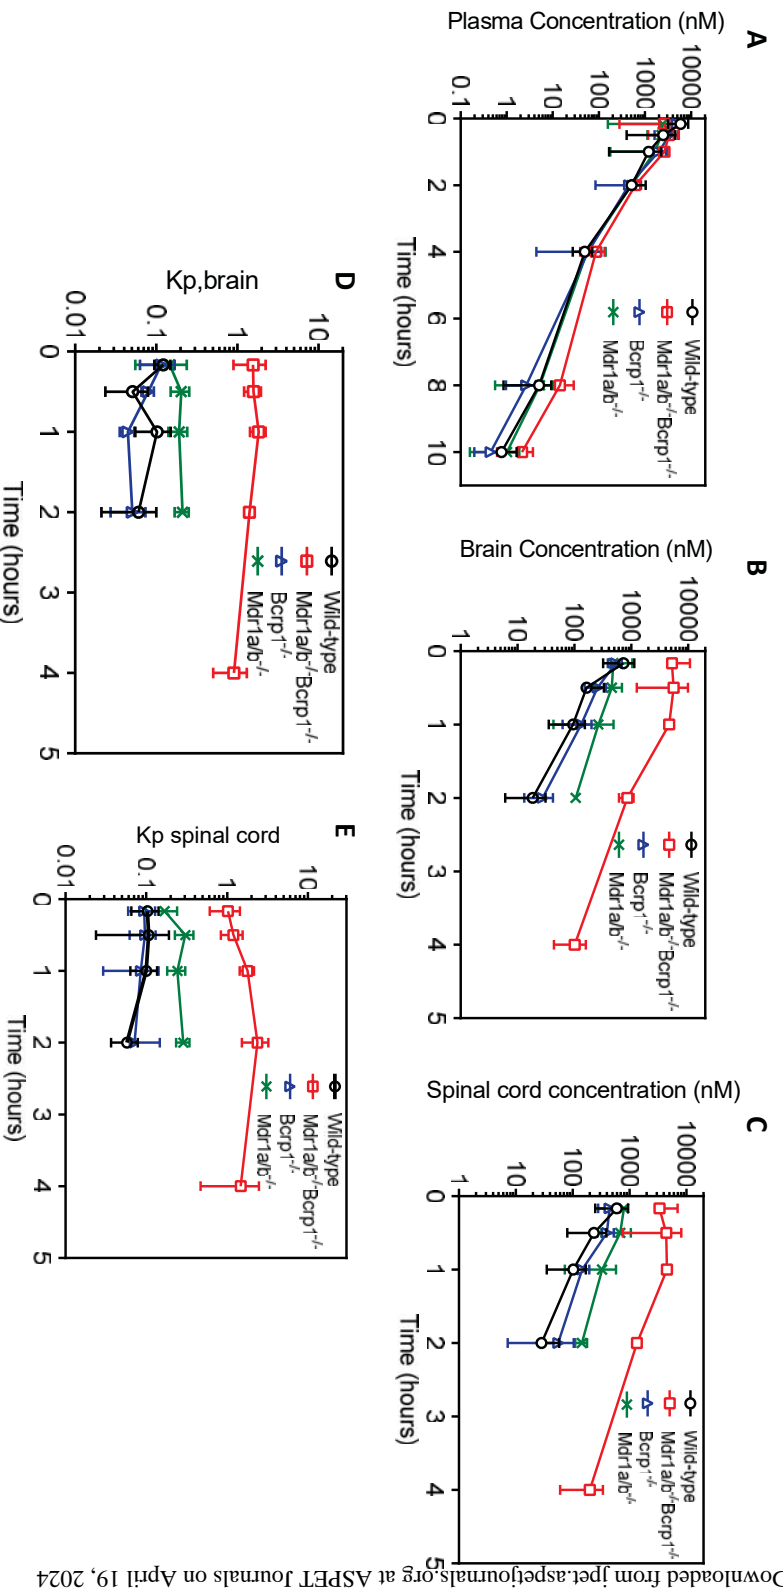 A
Plasma Concentration (nM)
10000
1000
100
10
1
0.1
0 2 4 6 8 10
Time (hours)
Wild-type
Mdr1a/b-/-Bcrp1-/-
Bcrp1-/-
Mdr1a/b-/-
B
Brain Concentration (nM)
10000
1000
100
10
1
0 1 2 3 4 5
Time (hours)
Wild-type
Mdr1a/b-/-Bcrp1-/-
Bcrp1-/-
Mdr1a/b-/-
C
Spinal cord concentration (nM)
10000
1000
100
10
1
0 1 2 3 4 5
Time (hours)
Wild-type
Mdr1a/b-/-Bcrp1-/-
Bcrp1-/-
Mdr1a/b-/-
D
Kp,brain
10
1
0.1
0.01
0 1 2 3 4 5
Time (hours)
Wild-type
Mdr1a/b-/-Bcrp1-/-
Bcrp1-/-
Mdr1a/b-/-
E
Kp spinal cord
10
1
0.1
0.01
0 1 2 3 4 5
Time (hours)
Wild-type
Mdr1a/b-/-Bcrp1-/-
Bcrp1-/-
Mdr1a/b-/-
Downloaded from jpet.aspetjournals.org at ASPET Journals on April 19, 2024